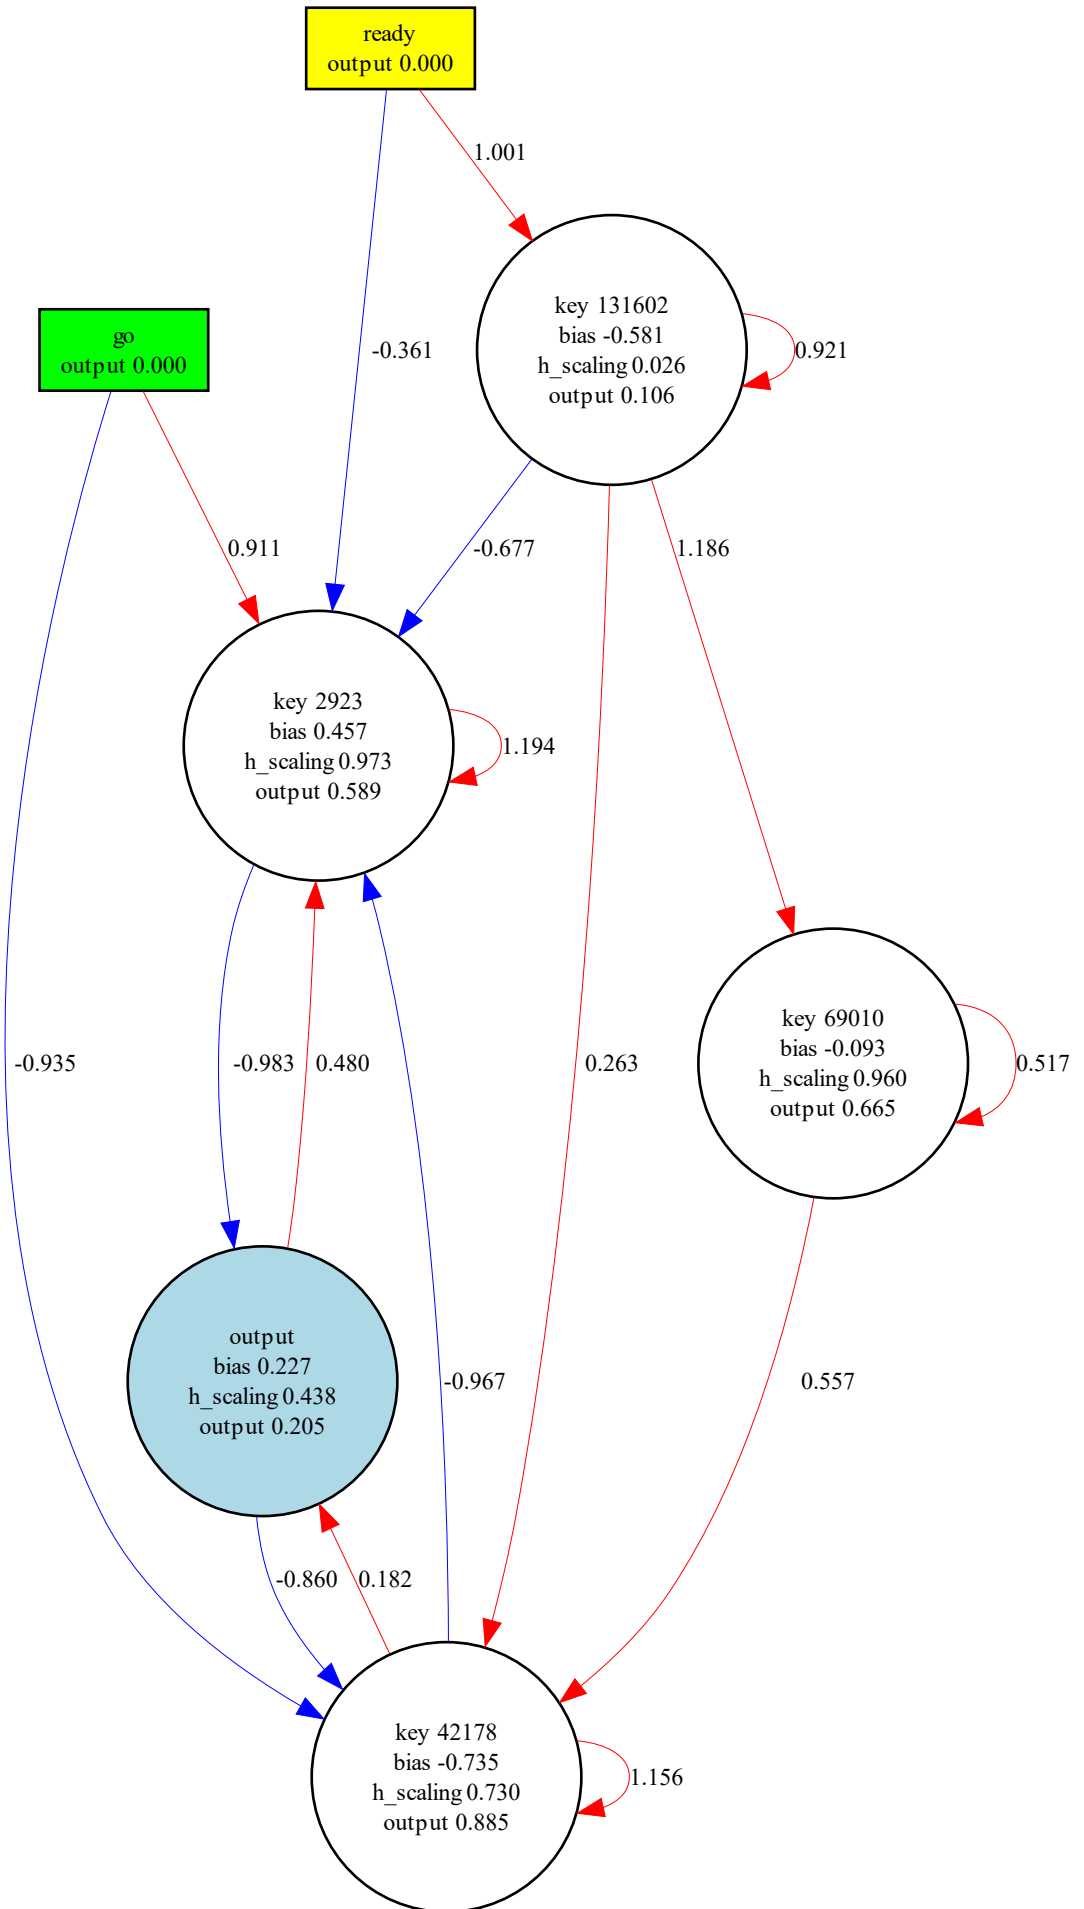 ready
output 0.000
1.001
key 131602
bias -0.581
h_scaling 0.026
output 0.106
0.921
go
output 0.000
-0.361
0.911
-0.677
1.186
key 2923
bias 0.457
h_scaling 0.973
output 0.589
1.194
key 69010
bias -0.093
h_scaling 0.960
output 0.665
0.517
-0.935
-0.983
0.480
0.263
output
bias 0.227
h_scaling 0.438
output 0.205
-0.967
0.557
-0.860
0.182
key 42178
bias -0.735
h_scaling 0.730
output 0.885
1.156